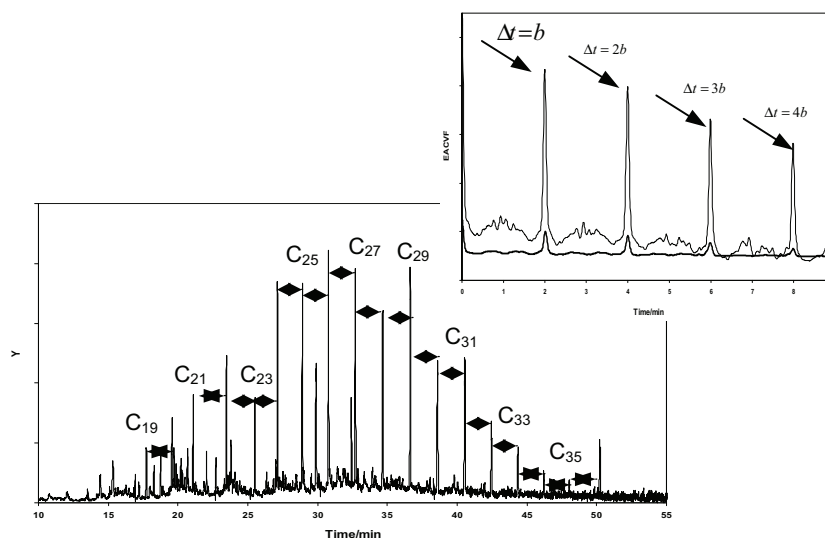 Δt=b
Δt = 2b
Δt = 3b
Δt = 4b
EACVF
0 1 2 3 4 5 6 7 8
Time/min
C₂₅ C₂₇ C₂₉
C₃₁
C₂₁ C₂₃
C₁₉ C₃₃
C₃₅
Y
10 15 20 25 30 35 40 45 50 55
Time/min